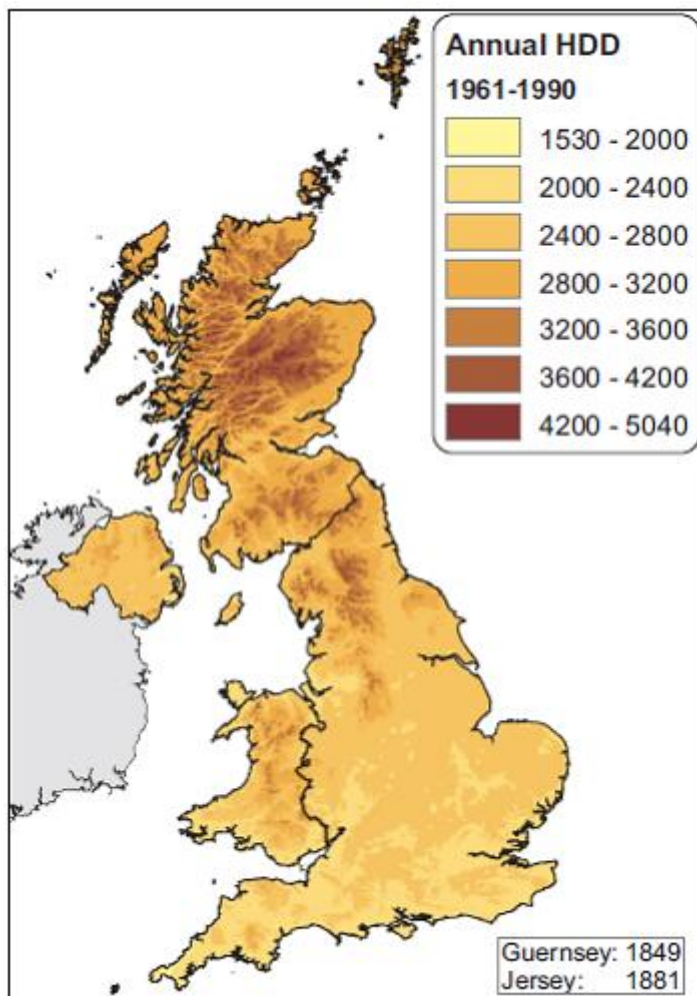 Annual HDD
1961-1990
1530 - 2000
2000 - 2400
2400 - 2800
2800 - 3200
3200 - 3600
3600 - 4200
4200 - 5040
Guernsey: 1849
Jersey: 1881